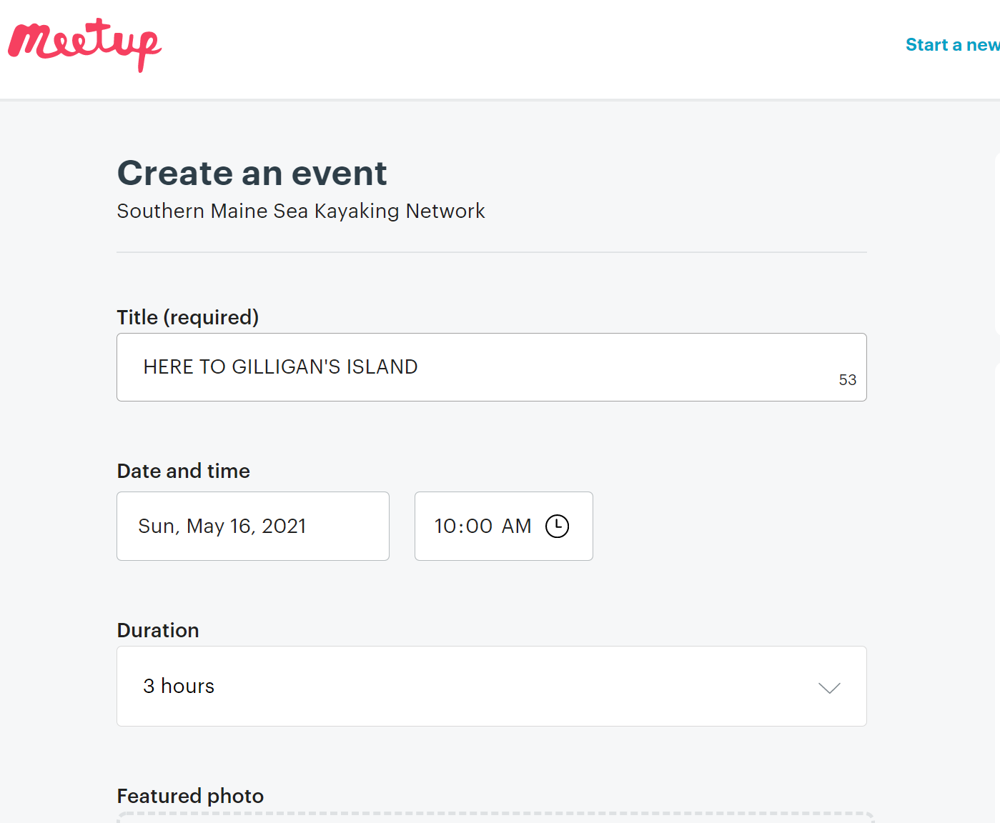 meetup
Start a new
Create an event
Southern Maine Sea Kayaking Network
Title (required)
HERE TO GILLIGAN'S ISLAND
53
Date and time
Sun, May 16, 2021
10:00 AM
Duration
3 hours
Featured photo